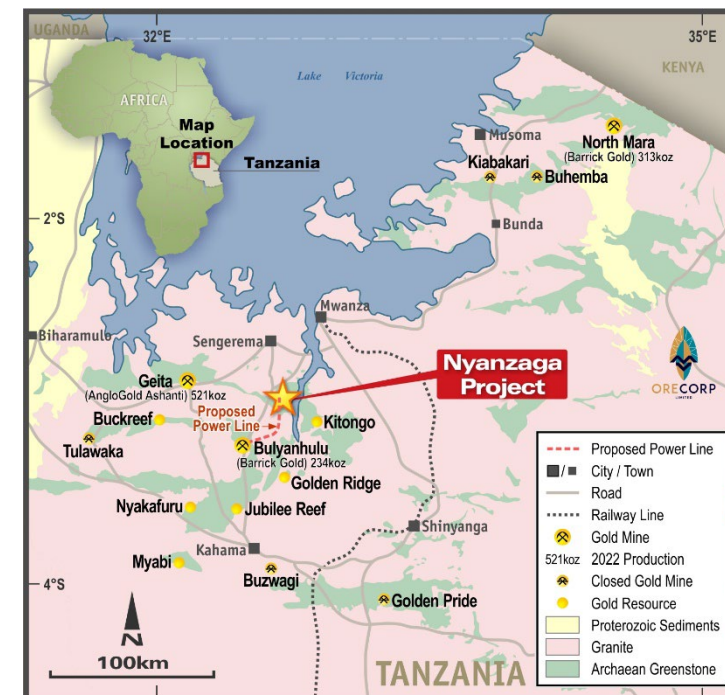 UGANDA
32°E
35°E
KENYA
Lake Victoria
AFRICA
Map
Location
Tanzania
Musoma
North Mara
(Barrick Gold) 313koz
Kiabakari
Buhemba
2°S
Bunda
Mwanza
Biharamulo
Sengerema
Nyanzaga
Project
ORECORP
LIMITED
Geita
(AngloGold Ashanti) 521koz
Buckreef
Proposed
Power Line
Kitongo
Tulawaka
Bulyanhulu
(Barrick Gold) 234koz
Golden Ridge
Nyakafuru
Jubilee Reef
Shinyanga
Kahama
Myabi
Buzwagi
4°S
Golden Pride
N
100km
TANZANIA
Proposed Power Line
City / Town
Road
Railway Line
Gold Mine
521koz 2022 Production
Closed Gold Mine
Gold Resource
Proterozoic Sediments
Granite
Archaean Greenstone